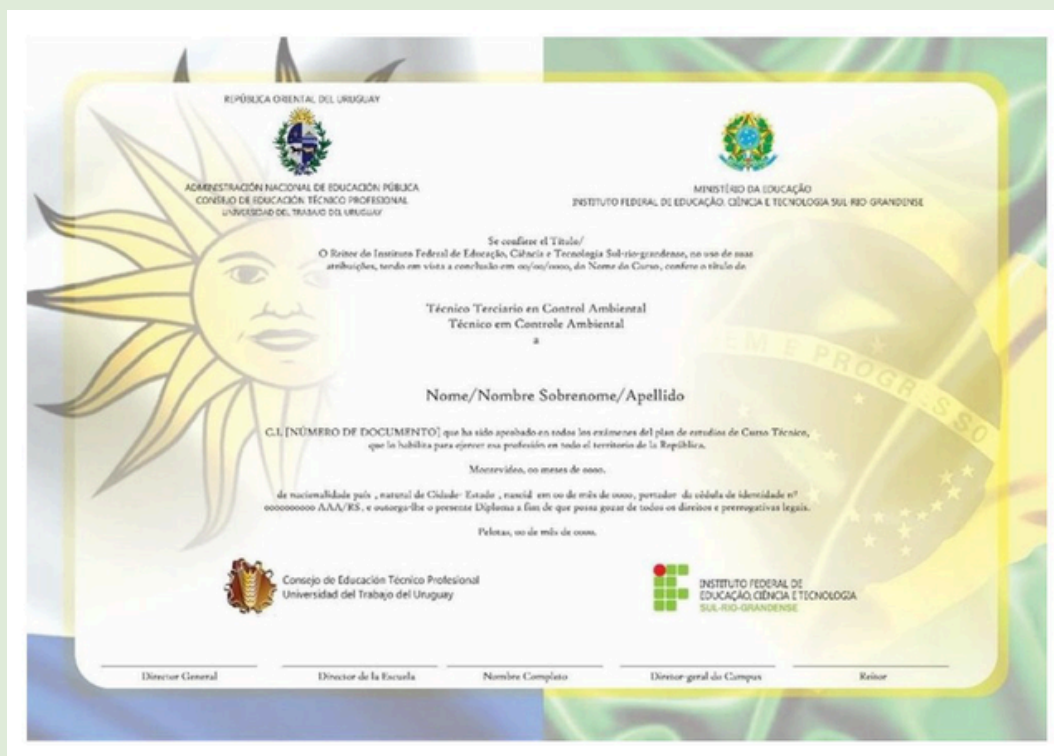 REPÚBLICA ORIENTAL DEL URUGUAY
ADMINISTRACIÓN NACIONAL DE EDUCACIÓN PÚBLICA
CONSEJO DE EDUCACIÓN TÉCNICO PROFESIONAL
UNIVERSIDAD DEL TRABAJO DEL URUGUAY
MINISTÉRIO DA EDUCAÇÃO
INSTITUTO FEDERAL DE EDUCAÇÃO, CIÊNCIA E TECNOLOGIA SUL-RIO-GRANDENSE
Se confiere el Título/
O Reitor do Instituto Federal de Educação, Ciência e Tecnologia Sul-rio-grandense, no uso de suas
atribuições, tendo em vista a conclusão em 00/00/0000, do Nome do Curso, confere o título de
Técnico Terciario en Control Ambiental
Técnico em Controle Ambiental
a
EM E PROGRESSO
Nome/Nombre Sobrenome/Apellido
C.I. [NÚMERO DE DOCUMENTO] que ha sido aprobado en todos los exámenes del plan de estudios de Curso Técnico,
que lo habilita para ejercer esa profesión en todo el territorio de la República.
Montevideo, 00 meses de 0000.
de nacionalidade país , natural de Cidade- Estado , nascid em 00 de mês de 0000, portador da cédula de identidade nº
0000000000 AAA/RS, e outorga-lhe o presente Diploma a fim de que possa gozar de todos os direitos e prerrogativas legais.
Pelotas, 00 de mês de 0000.
Consejo de Educación Técnico Profesional
Universidad del Trabajo del Uruguay
INSTITUTO FEDERAL DE
EDUCAÇÃO, CIÊNCIA E TECNOLOGIA
SUL-RIO-GRANDENSE
Director General
Director de la Escuela
Nombre Completo
Diretor-geral do Campus
Reitor